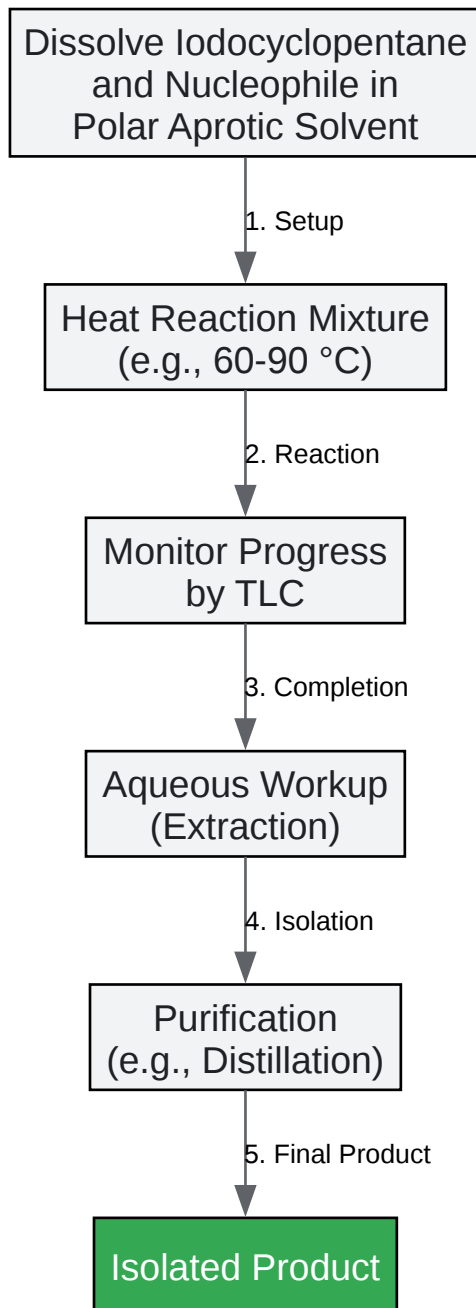 Dissolve Iodocyclopentane
and Nucleophile in
Polar Aprotic Solvent
1. Setup
Heat Reaction Mixture
(e.g., 60-90 °C)
2. Reaction
Monitor Progress
by TLC
3. Completion
Aqueous Workup
(Extraction)
4. Isolation
Purification
(e.g., Distillation)
5. Final Product
Isolated Product